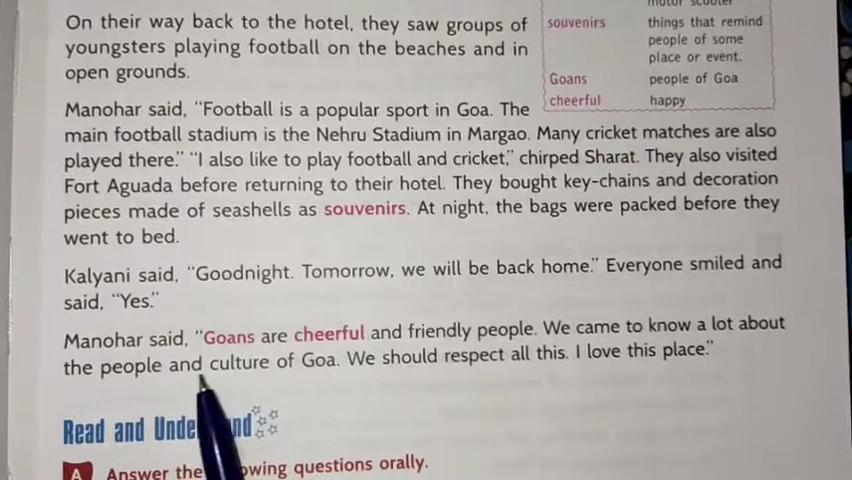 On their way back to the hotel, they saw groups of
youngsters playing football on the beaches and in
open grounds.
motor scooter
souvenirs things that remind
people of some
place or event.
Goans people of Goa
cheerful happy
Manohar said, "Football is a popular sport in Goa. The
main football stadium is the Nehru Stadium in Margao. Many cricket matches are also
played there." "I also like to play football and cricket," chirped Sharat. They also visited
Fort Aguada before returning to their hotel. They bought key-chains and decoration
pieces made of seashells as souvenirs. At night, the bags were packed before they
went to bed.
Kalyani said, "Goodnight. Tomorrow, we will be back home." Everyone smiled and
said, "Yes."
Manohar said, "Goans are cheerful and friendly people. We came to know a lot about
the people and culture of Goa. We should respect all this. I love this place."
Read and
A Answer the questions orally.